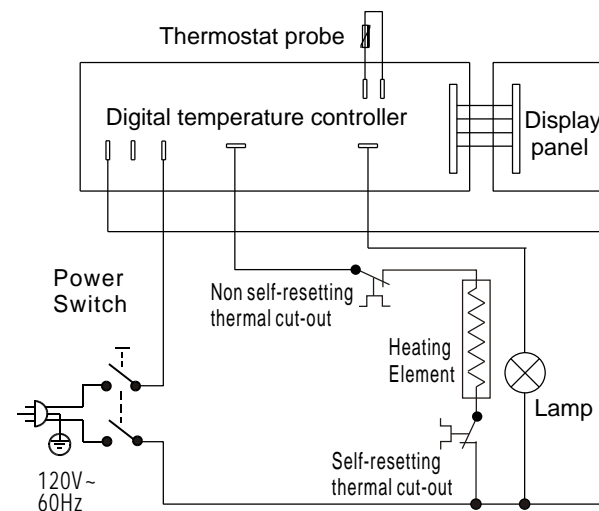 Thermostat probe
Digital temperature controller
Display
panel
Power
Switch
Non self-resetting
thermal cut-out
Heating
Element
Lamp
Self-resetting
thermal cut-out
120V~
60Hz